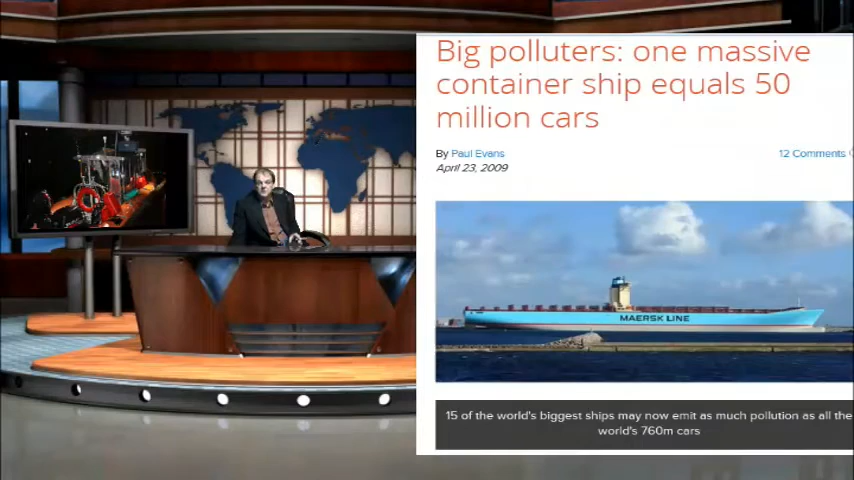 Big polluters: one massive
container ship equals 50
million cars
By Paul Evans
12 Comments
April 23, 2009
MAERSK LINE
15 of the world's biggest ships may now emit as much pollution as all the
world's 760m cars